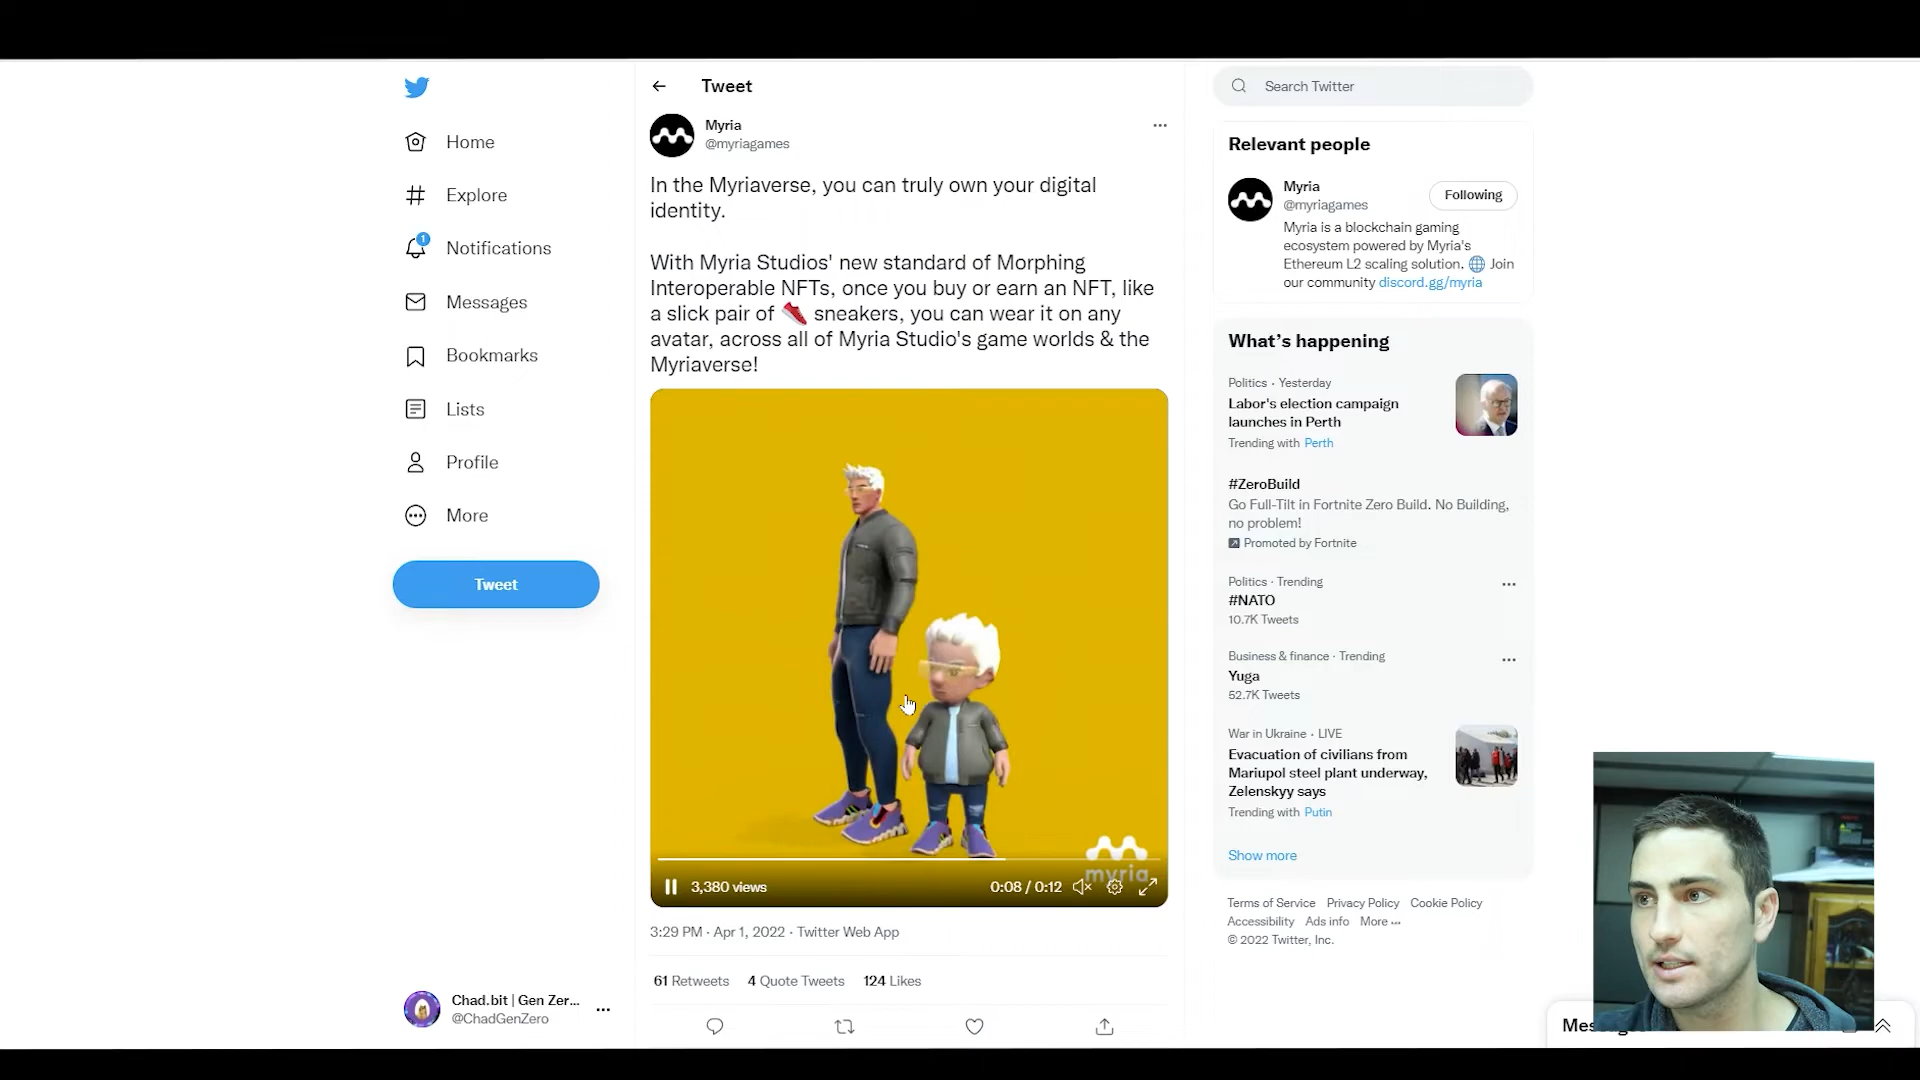 Home
Explore
1
Notifications
Messages
Bookmarks
Lists
Profile
More
Tweet
Chad.bit | Gen Zer...
@ChadGenZero
Tweet
Myria
@myriagames
In the Myriaverse, you can truly own your digital
identity.
With Myria Studios' new standard of Morphing
Interoperable NFTs, once you buy or earn an NFT, like
a slick pair of 👟 sneakers, you can wear it on any
avatar, across all of Myria Studio's game worlds & the
Myriaverse!
myria
3,380 views
0:08 / 0:12
3:29 PM · Apr 1, 2022 · Twitter Web App
61 Retweets 4 Quote Tweets 124 Likes
Search Twitter
Relevant people
Myria
@myriagames
Following
Myria is a blockchain gaming
ecosystem powered by Myria's
Ethereum L2 scaling solution. 🌐 Join
our community discord.gg/myria
What's happening
Politics · Yesterday
Labor's election campaign
launches in Perth
Trending with Perth
#ZeroBuild
Go Full-Tilt in Fortnite Zero Build. No Building,
no problem!
Promoted by Fortnite
Politics · Trending
#NATO
10.7K Tweets
Business & finance · Trending
Yuga
52.7K Tweets
War in Ukraine · LIVE
Evacuation of civilians from
Mariupol steel plant underway,
Zelenskyy says
Trending with Putin
Show more
Terms of Service Privacy Policy Cookie Policy
Accessibility Ads info More ···
© 2022 Twitter, Inc.